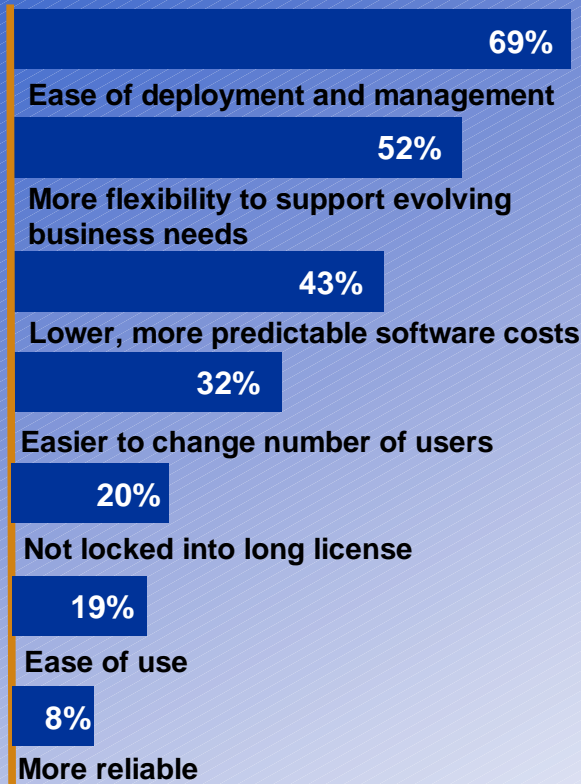 69%
Ease of deployment and management
52%
More flexibility to support evolving
business needs
43%
Lower, more predictable software costs
32%
Easier to change number of users
20%
Not locked into long license
19%
Ease of use
8%
More reliable